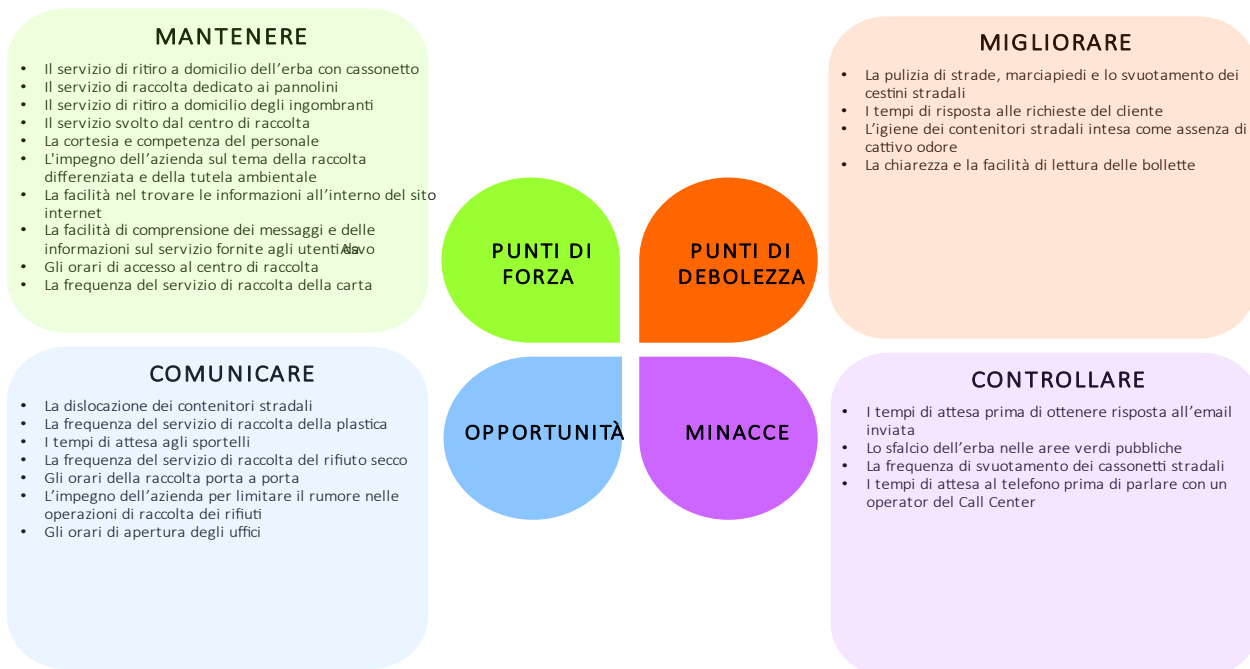 MANTENERE
• Il servizio di ritiro a domicilio dell’erba con cassonetto
• Il servizio di raccolta dedicato ai pannolini
• Il servizio di ritiro a domicilio degli ingombranti
• Il servizio svolto dal centro di raccolta
• La cortesia e competenza del personale
• L'impegno dell’azienda sul tema della raccolta
differenziata e della tutela ambientale
• La facilità nel trovare le informazioni all’interno del sito
internet
• La facilità di comprensione dei messaggi e delle
informazioni sul servizio fornite agli utenti
• Gli orari di accesso al centro di raccolta
• La frequenza del servizio di raccolta della carta
MIGLIORARE
• La pulizia di strade, marciapiedi e lo svuotamento dei
cestini stradali
• I tempi di risposta alle richieste del cliente
• L’igiene dei contenitori stradali intesa come assenza di
cattivo odore
• La chiarezza e la facilità di lettura delle bollette
PUNTI DI
FORZA
PUNTI DI
DEBOLEZZA
OPPORTUNITÀ
MINACCE
COMUNICARE
• La dislocazione dei contenitori stradali
• La frequenza del servizio di raccolta della plastica
• I tempi di attesa agli sportelli
• La frequenza del servizio di raccolta del rifiuto secco
• Gli orari della raccolta porta a porta
• L’impegno dell’azienda per limitare il rumore nelle
operazioni di raccolta dei rifiuti
• Gli orari di apertura degli uffici
CONTROLLARE
• I tempi di attesa prima di ottenere risposta all’email
inviata
• Lo sfalcio dell’erba nelle aree verdi pubbliche
• La frequenza di svuotamento dei cassonetti stradali
• I tempi di attesa al telefono prima di parlare con un
operator del Call Center